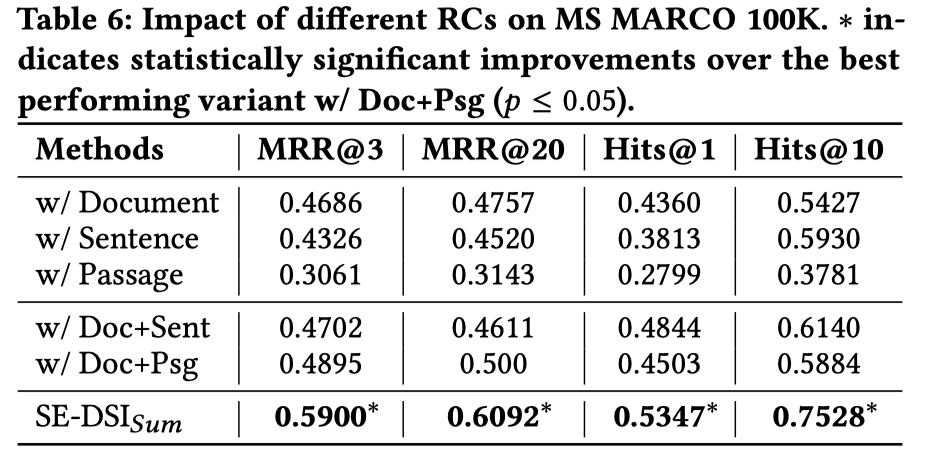 Table 6: Impact of different RCs on MS MARCO 100K. * in-
dicates statistically significant improvements over the best
performing variant w/ Doc+Psg (p ≤ 0.05).
Methods MRR@3 MRR@20 Hits@1 Hits@10
w/ Document 0.4686 0.4757 0.4360 0.5427
w/ Sentence 0.4326 0.4520 0.3813 0.5930
w/ Passage 0.3061 0.3143 0.2799 0.3781
w/ Doc+Sent 0.4702 0.4611 0.4844 0.6140
w/ Doc+Psg 0.4895 0.500 0.4503 0.5884
SE-DSISum 0.5900* 0.6092* 0.5347* 0.7528*